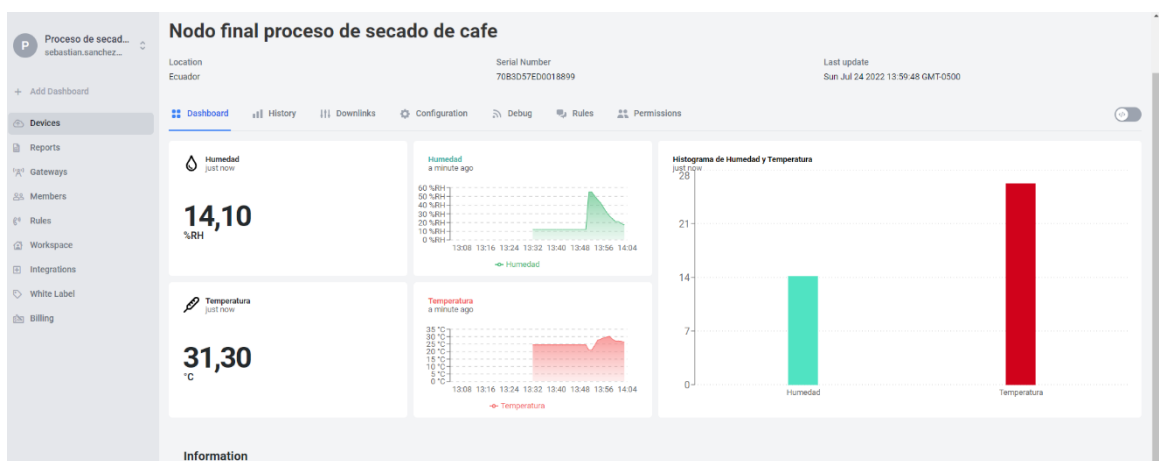 P
Proceso de secad...
sebastian.sanchez...
+ Add Dashboard
Devices
Reports
Gateways
Members
Rules
Workspace
Integrations
White Label
Billing
Nodo final proceso de secado de cafe
Location
Ecuador
Serial Number
70B3D57ED0018899
Last update
Sun Jul 24 2022 13:59:48 GMT-0500
Dashboard History Downlinks Configuration Debug Rules Permissions
Humedad
just now
14,10
%RH
Humedad
a minute ago
60 %RH
50 %RH
40 %RH
30 %RH
20 %RH
10 %RH
0 %RH
13:08 13:16 13:24 13:32 13:40 13:48 13:56 14:04
Humedad
Temperatura
just now
31,30
°C
Temperatura
a minute ago
35 °C
30 °C
25 °C
20 °C
15 °C
10 °C
5 °C
0 °C
13:08 13:16 13:24 13:32 13:40 13:48 13:56 14:04
Temperatura
Histograma de Humedad y Temperatura
just now
28
21
14
7
0
Humedad Temperatura
Information